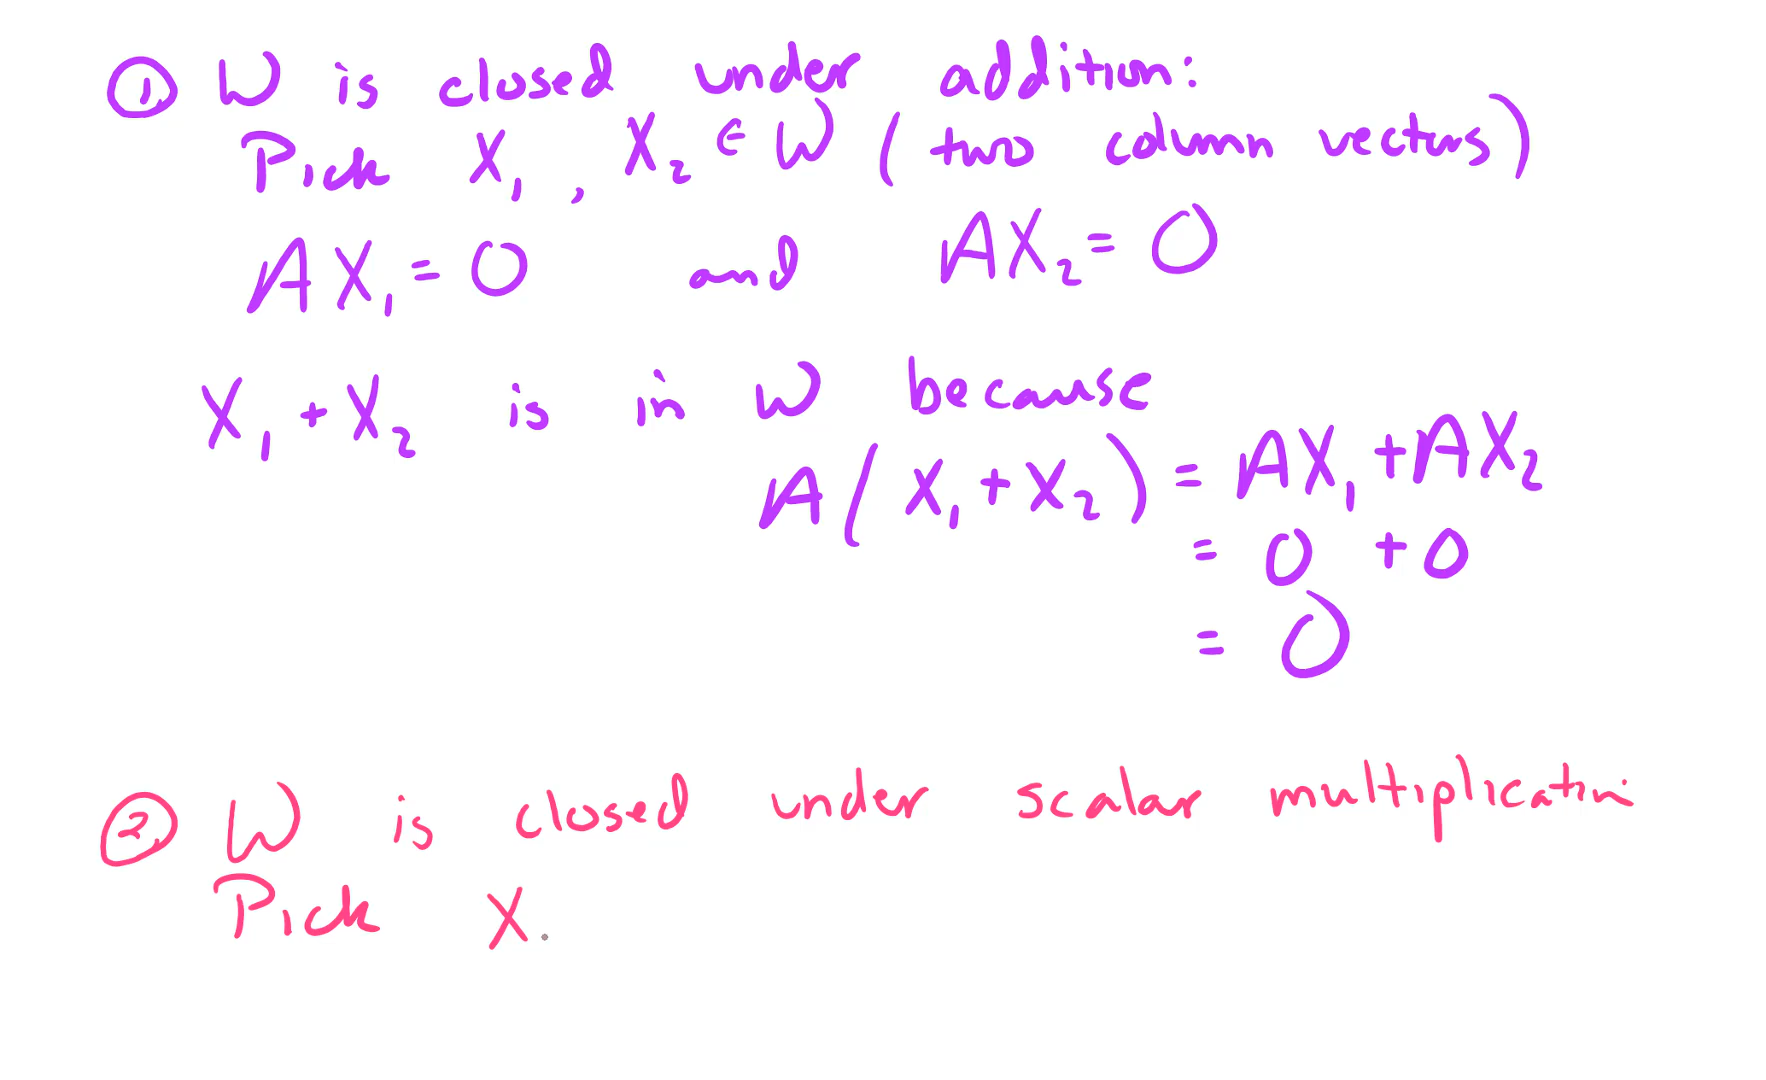 ① W is closed under addition:
Pick X₁, X₂ ∈ W (two column vectors)
AX₁ = 0 and AX₂ = 0
X₁ + X₂ is in W because
A(X₁ + X₂) = AX₁ + AX₂
= 0 + 0
= 0
② W is closed under scalar multiplication
Pick X